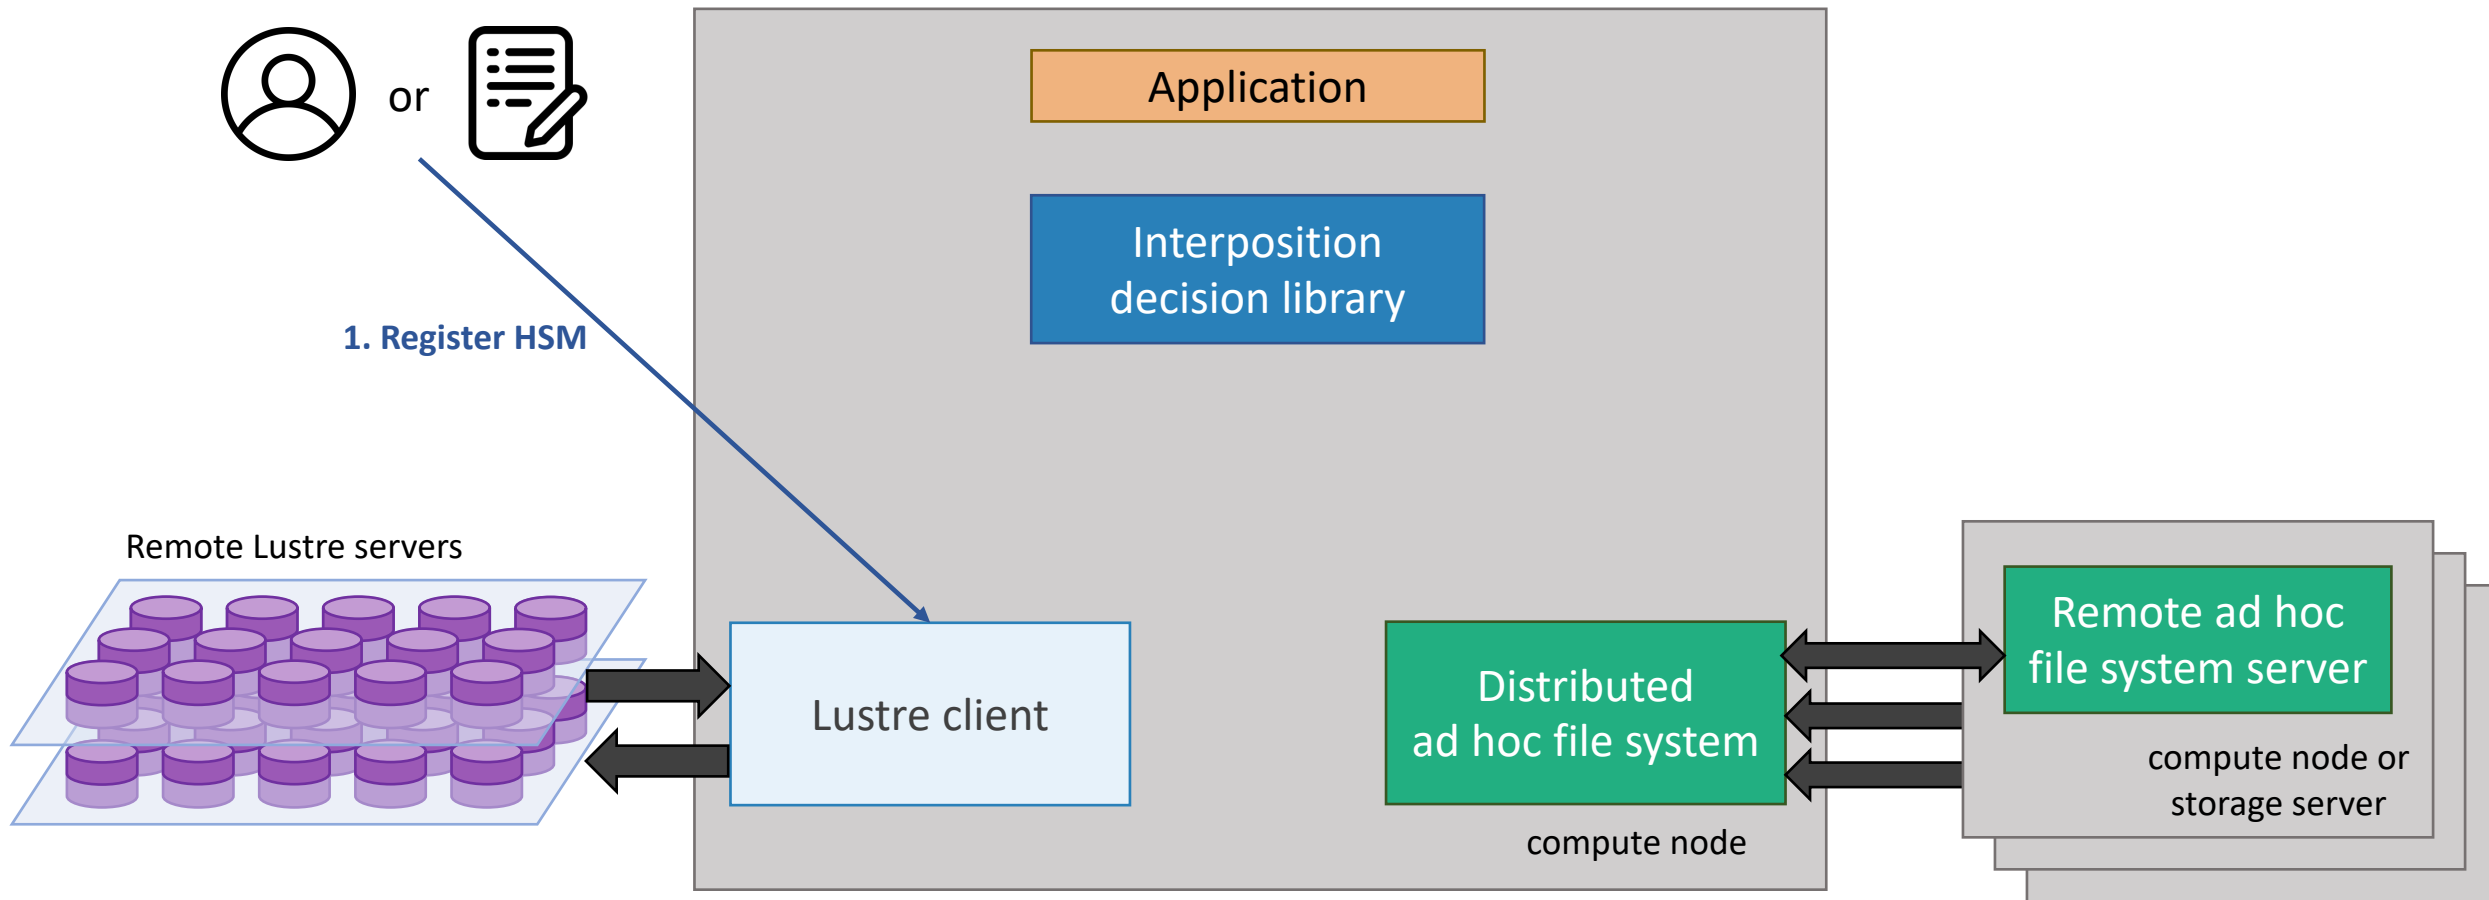 or
Application
Interposition
decision library
1. Register HSM
Remote Lustre servers
Lustre client
Distributed
ad hoc file system
compute node
Remote ad hoc
file system server
compute node or
storage server